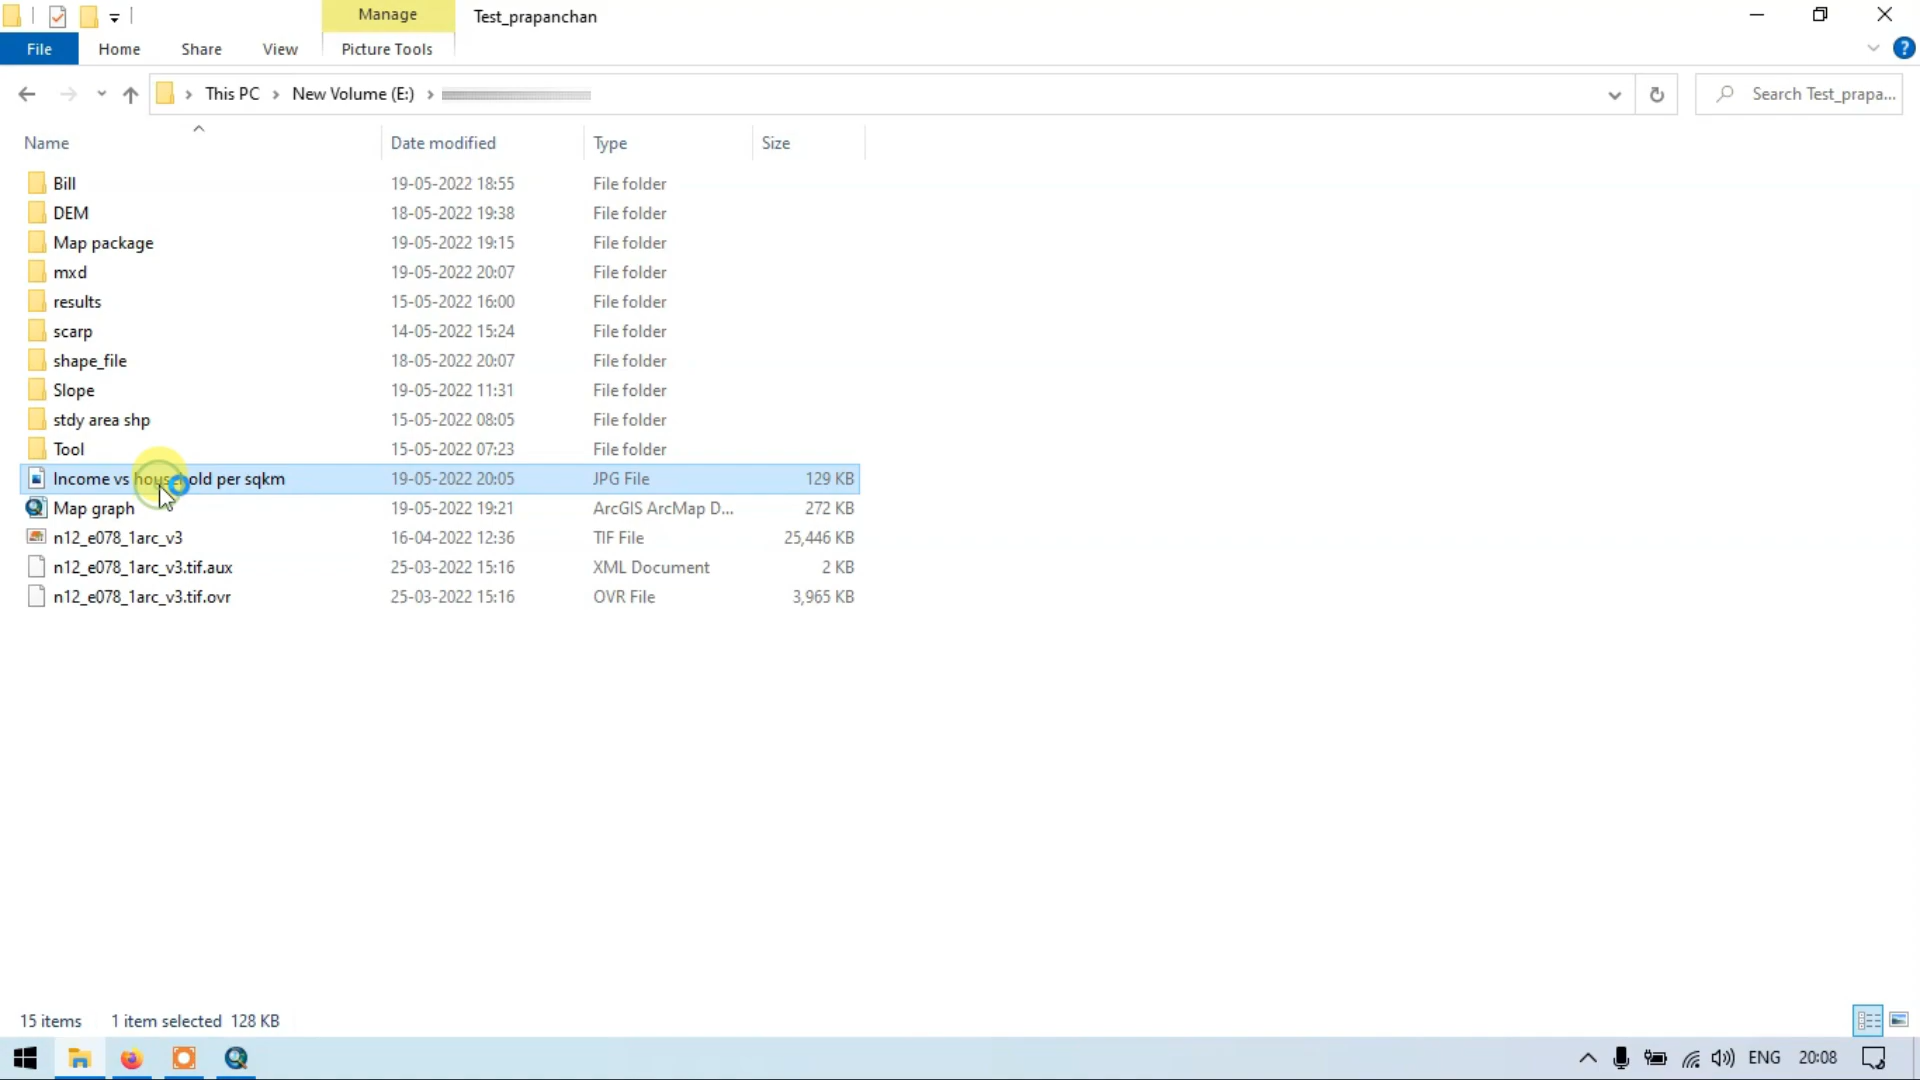 Manage
Test_prapanchan
File
Home
Share
View
Picture Tools
?
This PC
New Volume (E:)
Search Test_prapa...
Name
Date modified
Type
Size
Bill 19-05-2022 18:55 File folder
DEM 18-05-2022 19:38 File folder
Map package 19-05-2022 19:15 File folder
mxd 19-05-2022 20:07 File folder
results 15-05-2022 16:00 File folder
scarp 14-05-2022 15:24 File folder
shape_file 18-05-2022 20:07 File folder
Slope 19-05-2022 11:31 File folder
stdy area shp 15-05-2022 08:05 File folder
Tool 15-05-2022 07:23 File folder
Income vs household per sqkm 19-05-2022 20:05 JPG File 129 KB
Map graph 19-05-2022 19:21 ArcGIS ArcMap D... 272 KB
n12_e078_1arc_v3 16-04-2022 12:36 TIF File 25,446 KB
n12_e078_1arc_v3.tif.aux 25-03-2022 15:16 XML Document 2 KB
n12_e078_1arc_v3.tif.ovr 25-03-2022 15:16 OVR File 3,965 KB
15 items 1 item selected 128 KB
ENG 20:08